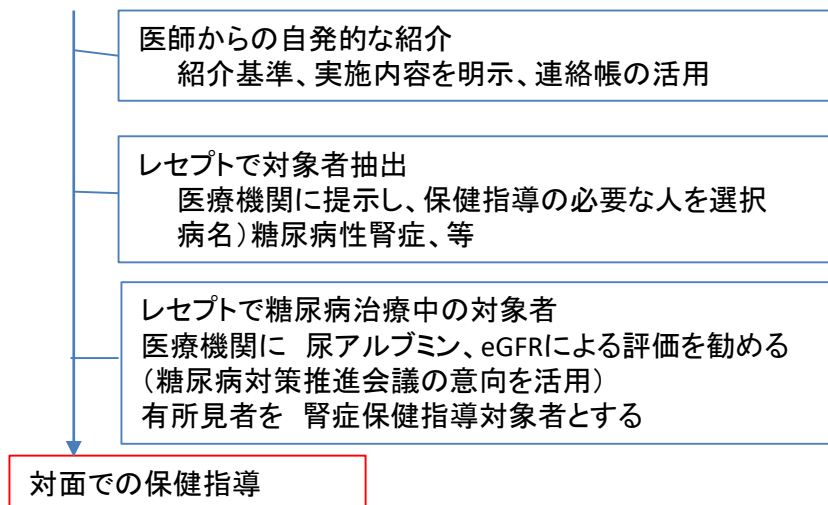 医師からの自発的な紹介
紹介基準、実施内容を明示、連絡帳の活用
レセプトで対象者抽出
医療機関に提示し、保健指導の必要な人を選択
病名)糖尿病性腎症、等
レセプトで糖尿病治療中の対象者
医療機関に 尿アルブミン、eGFRによる評価を勧める
(糖尿病対策推進会議の意向を活用)
有所見者を 腎症保健指導対象者とする
対面での保健指導